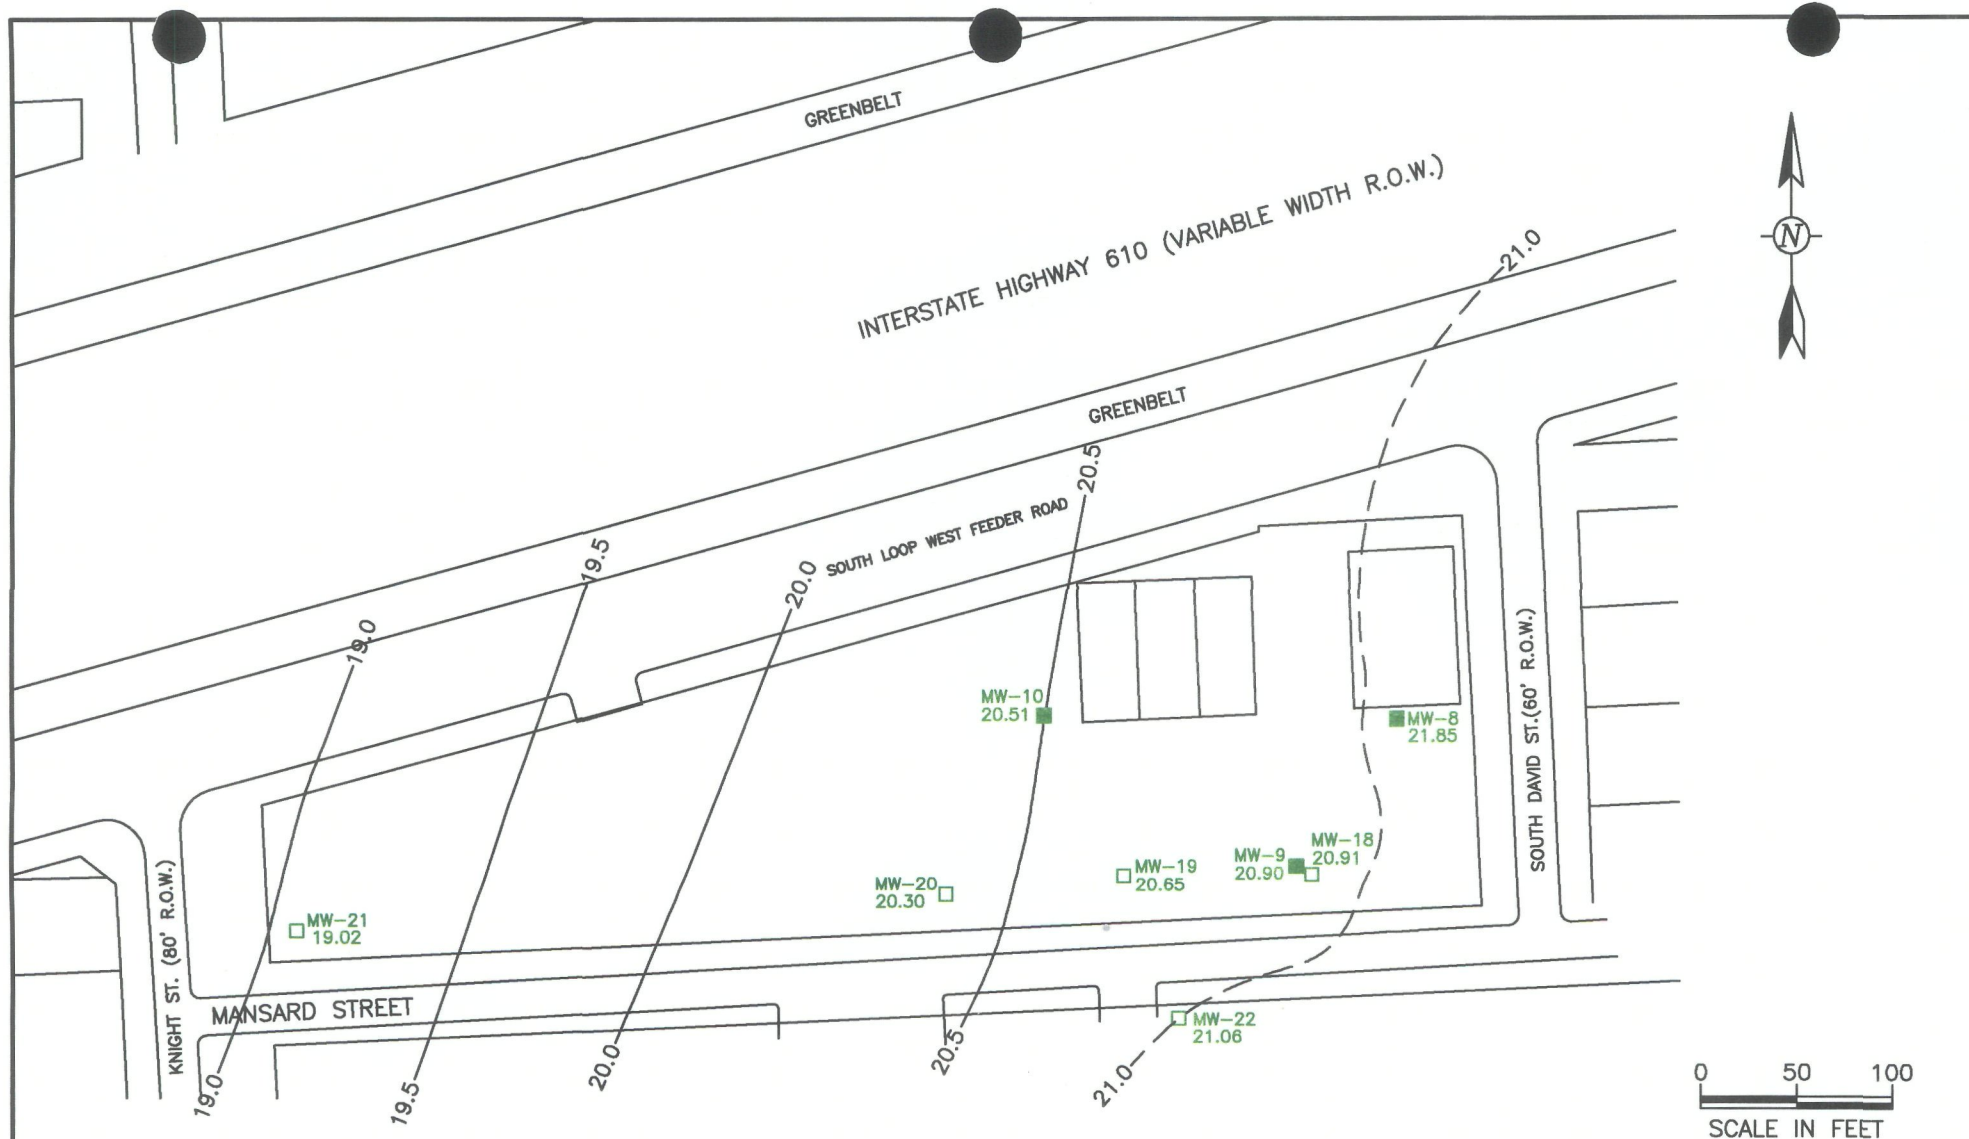 GREENBELT
INTERSTATE HIGHWAY 610 (VARIABLE WIDTH R.O.W.)
N
21.0
GREENBELT
20.5
SOUTH LOOP WEST FEEDER ROAD
19.5
20.0
19.0
MW-10
20.51
MW-8
21.85
SOUTH DAVID ST.(60' R.O.W.)
MW-18
20.91
MW-9
20.90
MW-19
20.65
MW-20
20.30
MW-21
19.02
KNIGHT ST. (80' R.O.W.)
MANSARD STREET
MW-22
21.06
19.0
19.5
20.0
20.5
21.0
0 50 100
SCALE IN FEET